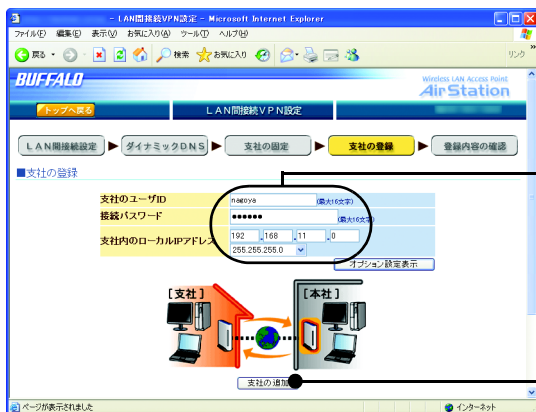 - LAN間接続VPN設定 - Microsoft Internet Explorer
ファイル(F) 編集(E) 表示(V) お気に入り(A) ツール(T) ヘルプ(H)
戻る 検索 お気に入り リンク »
BUFFALO
Wireless LAN Access Point
AirStation
トップへ戻る LAN間接続VPN設定
LAN間接続設定 ダイナミックDNS 支社の固定 支社の登録 登録内容の確認
■支社の登録
支社のユーザID nagoya (最大16文字)
接続パスワード ●●●●●● (最大16文字)
支社内のローカルIPアドレス 192 .168 .11 .0
255.255.255.0
オプション設定表示
[支社] [本社]
支社の追加
ページが表示されました インターネット